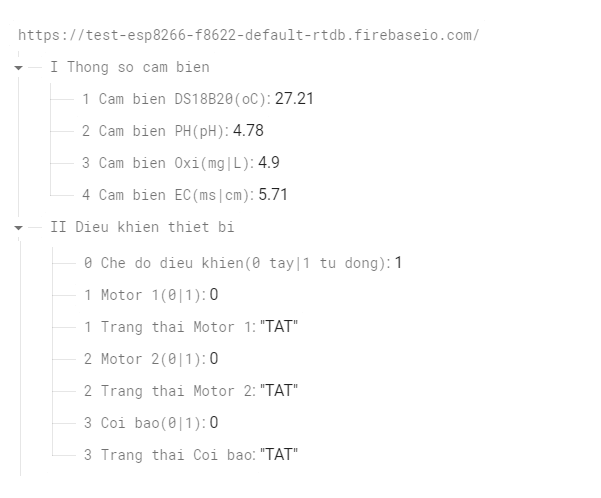 https://test-esp8266-f8622-default-rtdb.firebaseio.com/
I Thong so cam bien
1 Cam bien DS18B20(oC): 27.21
2 Cam bien PH(pH): 4.78
3 Cam bien Oxi(mg|L): 4.9
4 Cam bien EC(ms|cm): 5.71
II Dieu khien thiet bi
0 Che do dieu khien(0 tay|1 tu dong): 1
1 Motor 1(0|1): 0
1 Trang thai Motor 1: "TAT"
2 Motor 2(0|1): 0
2 Trang thai Motor 2: "TAT"
3 Coi bao(0|1): 0
3 Trang thai Coi bao: "TAT"